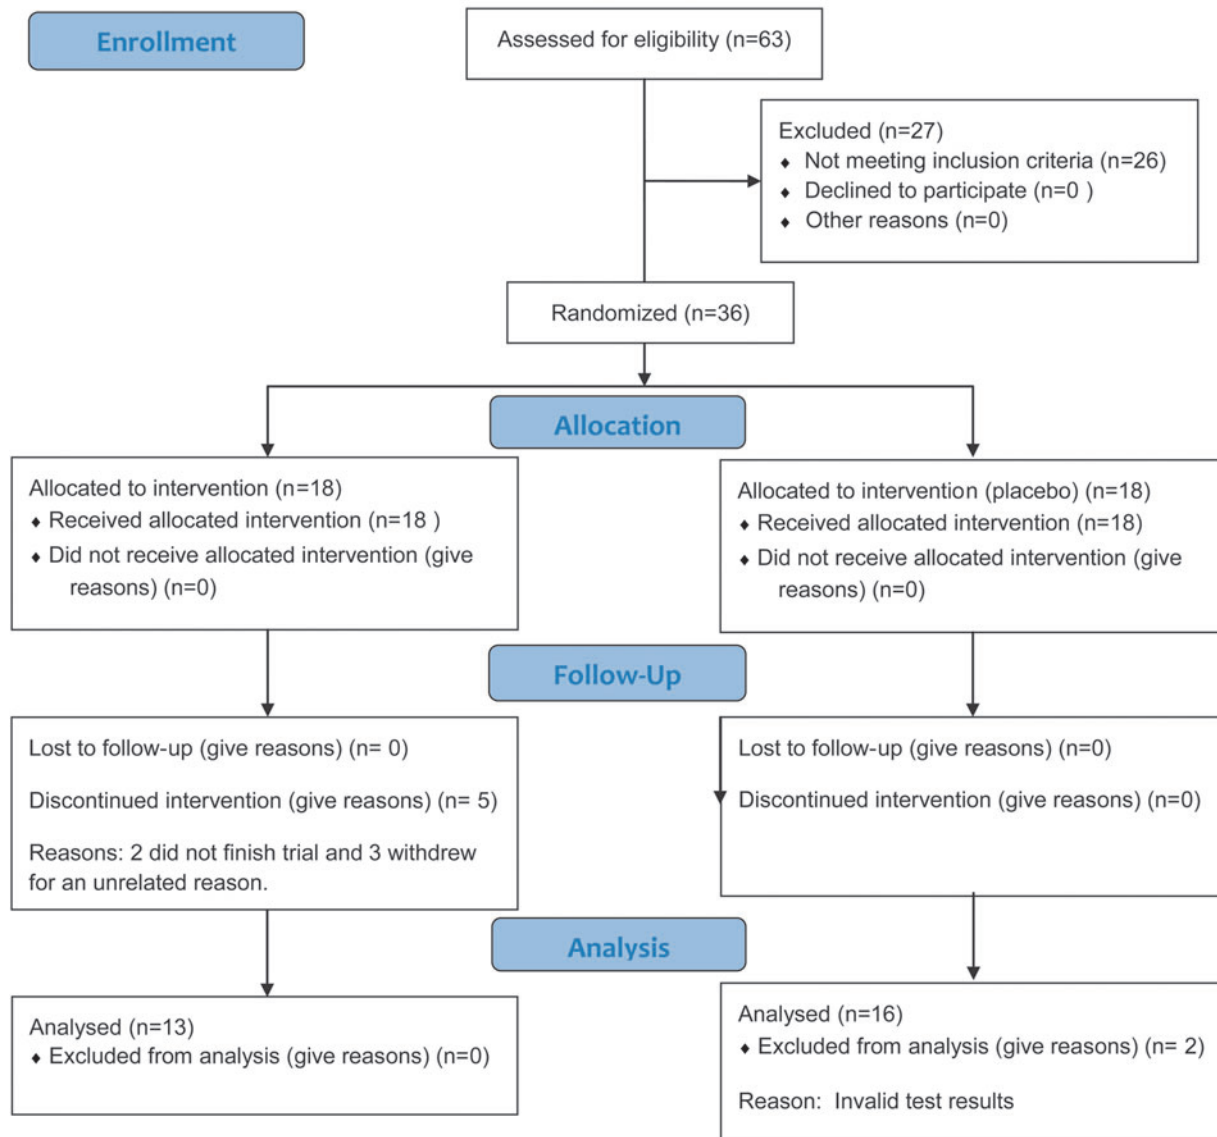 Enrollment
Assessed for eligibility (n=63)
Excluded (n=27)
♦ Not meeting inclusion criteria (n=26)
♦ Declined to participate (n=0 )
♦ Other reasons (n=0)
Randomized (n=36)
Allocation
Allocated to intervention (n=18)
♦ Received allocated intervention (n=18 )
♦ Did not receive allocated intervention (give
reasons) (n=0)
Allocated to intervention (placebo) (n=18)
♦ Received allocated intervention (n=18)
♦ Did not receive allocated intervention (give
reasons) (n=0)
Follow-Up
Lost to follow-up (give reasons) (n= 0)
Discontinued intervention (give reasons) (n= 5)
Reasons: 2 did not finish trial and 3 withdrew
for an unrelated reason.
Lost to follow-up (give reasons) (n=0)
Discontinued intervention (give reasons) (n=0)
Analysis
Analysed (n=13)
♦ Excluded from analysis (give reasons) (n=0)
Analysed (n=16)
♦ Excluded from analysis (give reasons) (n= 2)
Reason: Invalid test results